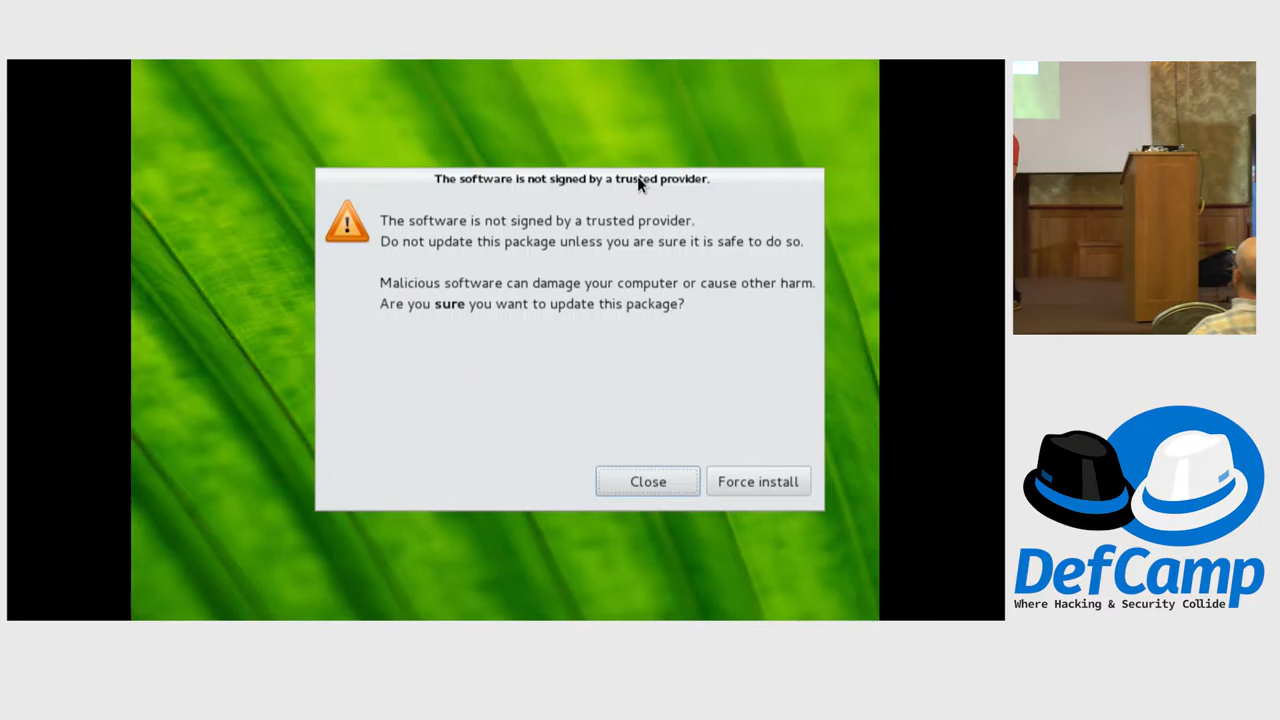 The software is not signed by a trusted provider.
The software is not signed by a trusted provider.
Do not update this package unless you are sure it is safe to do so.
Malicious software can damage your computer or cause other harm.
Are you sure you want to update this package?
Close
Force install
DefCamp
Where Hacking & Security Collide